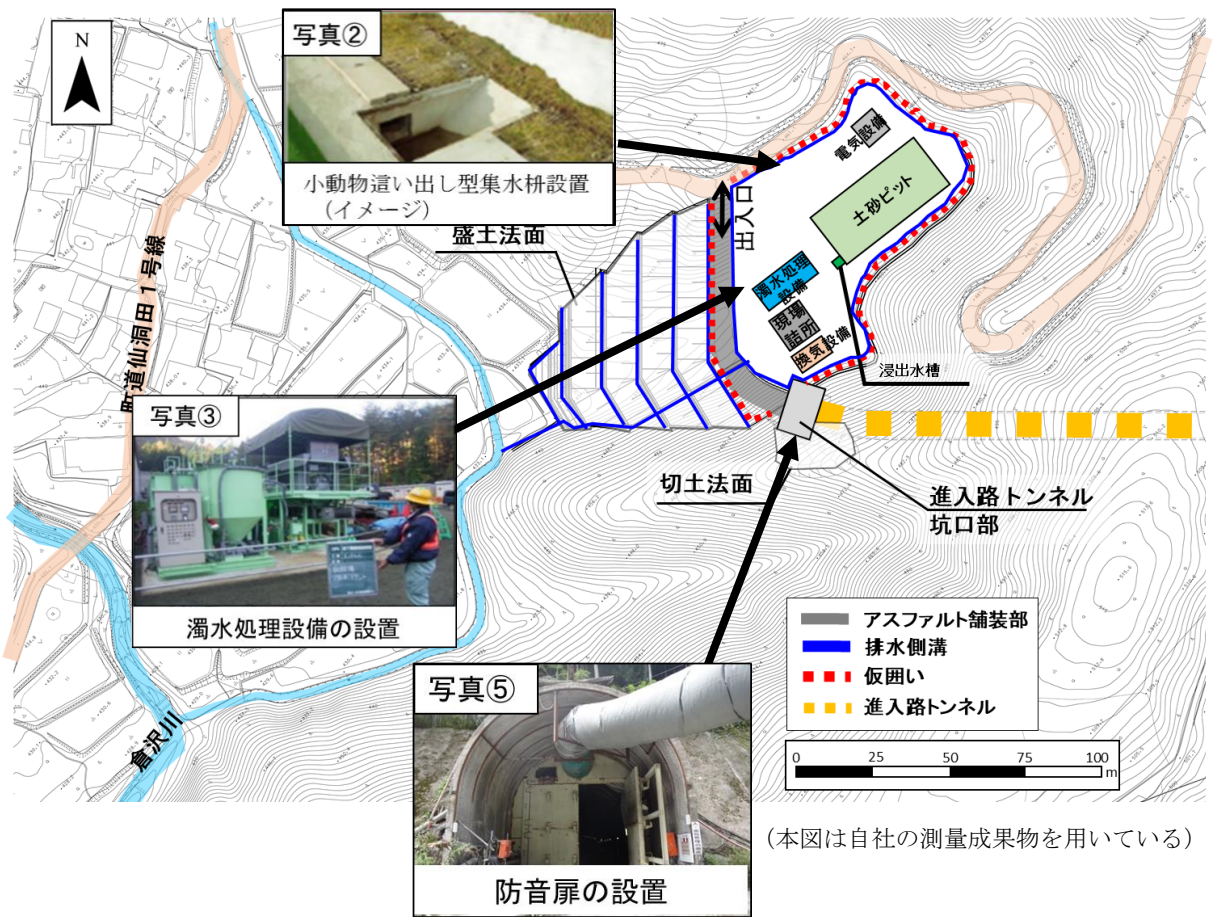 N
写真②
小動物這い出し型集水枡設置
(イメージ)
盛土法面
町道仙洞田1号線
出入口
電気設備
土砂ピット
濁水処理
設備
現場
詰所
換気設備
浸出水槽
写真③
濁水処理設備の設置
切土法面
進入路トンネル
坑口部
倉沢川
写真⑤
防音扉の設置
アスファルト舗装部
排水側溝
仮囲い
進入路トンネル
0 25 50 75 100
m
(本図は自社の測量成果物を用いている)